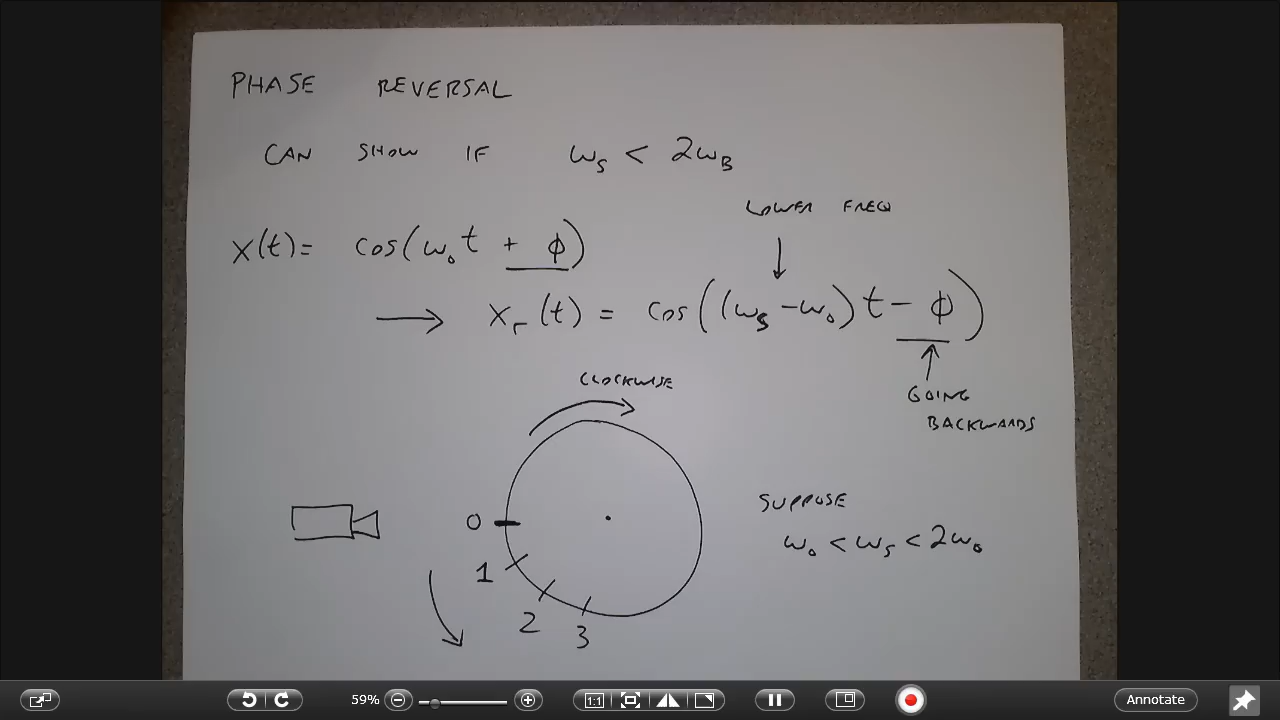 PHASE REVERSAL
CAN SHOW IF ωs < 2ωB
LOWER FREQ
x(t) = cos(ω₀t + φ)
→ xr(t) = cos((ωs - ω₀)t - φ)
CLOCKWISE
GOING
BACKWARDS
SUPPOSE
ω₀ < ωs < 2ω₀
0
1
2
3
59%
1:1
Annotate